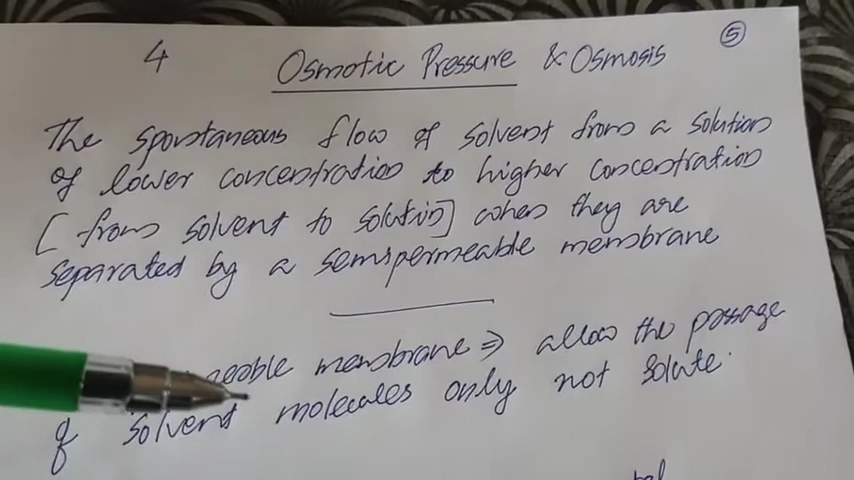 4 Osmotic Pressure & Osmosis 5
The spontaneous flow of solvent from a solution
of lower concentration to higher concentration
[from solvent to solution] when they are
separated by a semipermeable membrane
membrane ⇒ allow the passage
of solvent molecules only not solute.